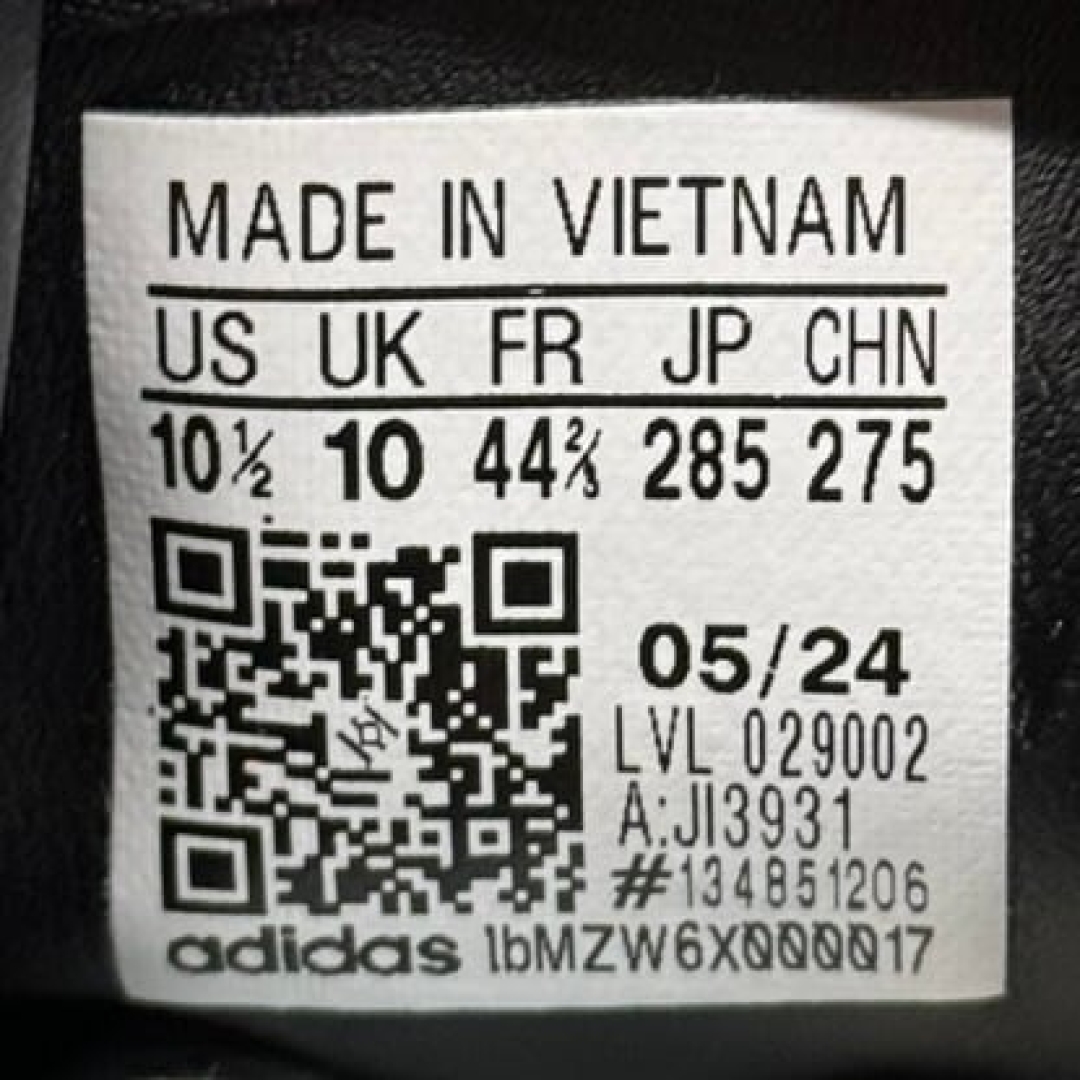 MADE IN VIETNAM
US UK FR JP CHN
10½ 10 44⅔ 285 275
05/24
LVL 029002
A:JI3931
#134851206
adidas lbMZW6X0000017